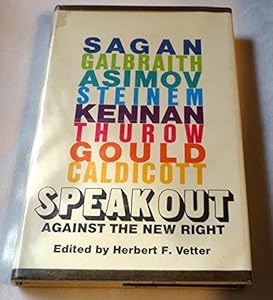 SAGAN
GALBRAITH
ASIMOV
STEINEM
KENNAN
THUROW
GOULD
CALDICOTT
SPEAK OUT
AGAINST THE NEW RIGHT
Edited by Herbert F. Vetter